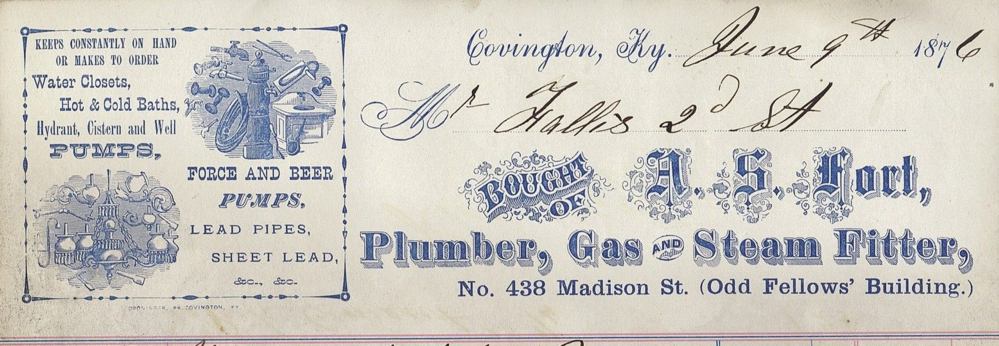 KEEPS CONSTANTLY ON HAND
OR MAKES TO ORDER
Water Closets,
Hot & Cold Baths,
Hydrant, Cistern and Well
PUMPS,
FORCE AND BEER
PUMPS,
LEAD PIPES,
SHEET LEAD,
&c., &c.
Covington, Ky. June 9th 1876
Mr Fallis 2d St
BOUGHT OF A. S. Fort,
Plumber, Gas AND Steam Fitter,
No. 438 Madison St. (Odd Fellows' Building.)
COVINGTON, KY.